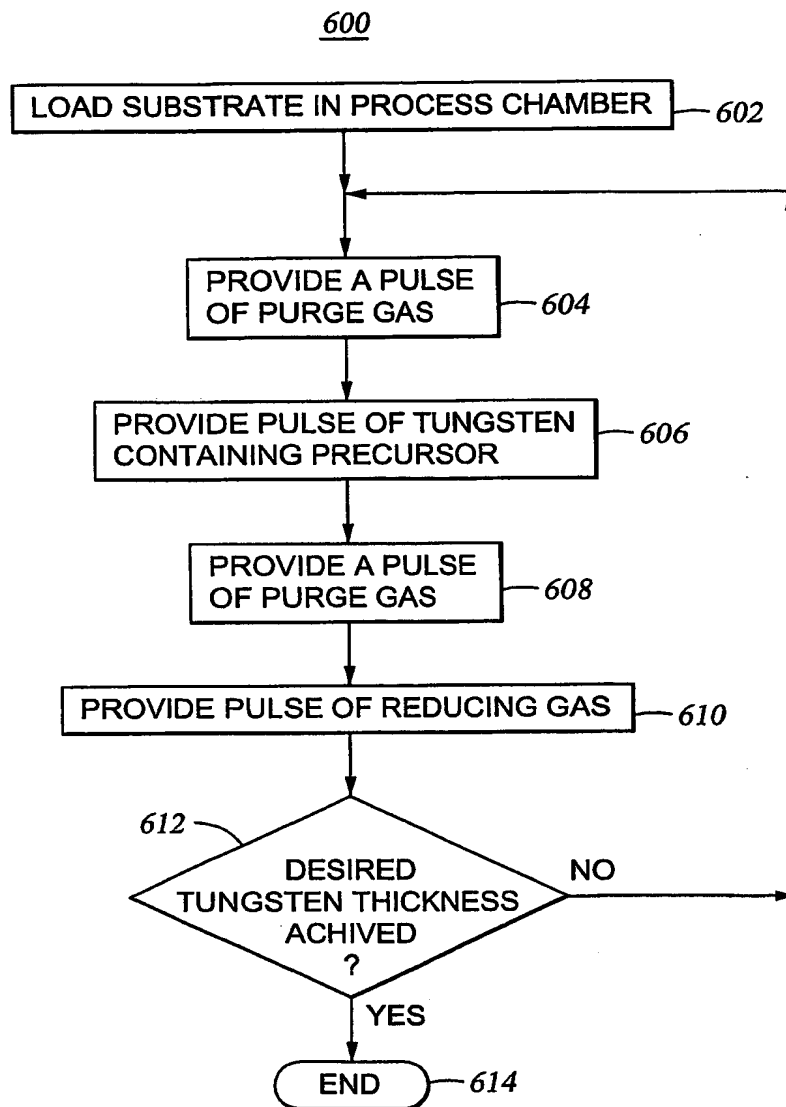 600
LOAD SUBSTRATE IN PROCESS CHAMBER
602
PROVIDE A PULSE
OF PURGE GAS
604
PROVIDE PULSE OF TUNGSTEN
CONTAINING PRECURSOR
606
PROVIDE A PULSE
OF PURGE GAS
608
PROVIDE PULSE OF REDUCING GAS
610
612
DESIRED
TUNGSTEN THICKNESS
ACHIVED
?
NO
YES
END
614